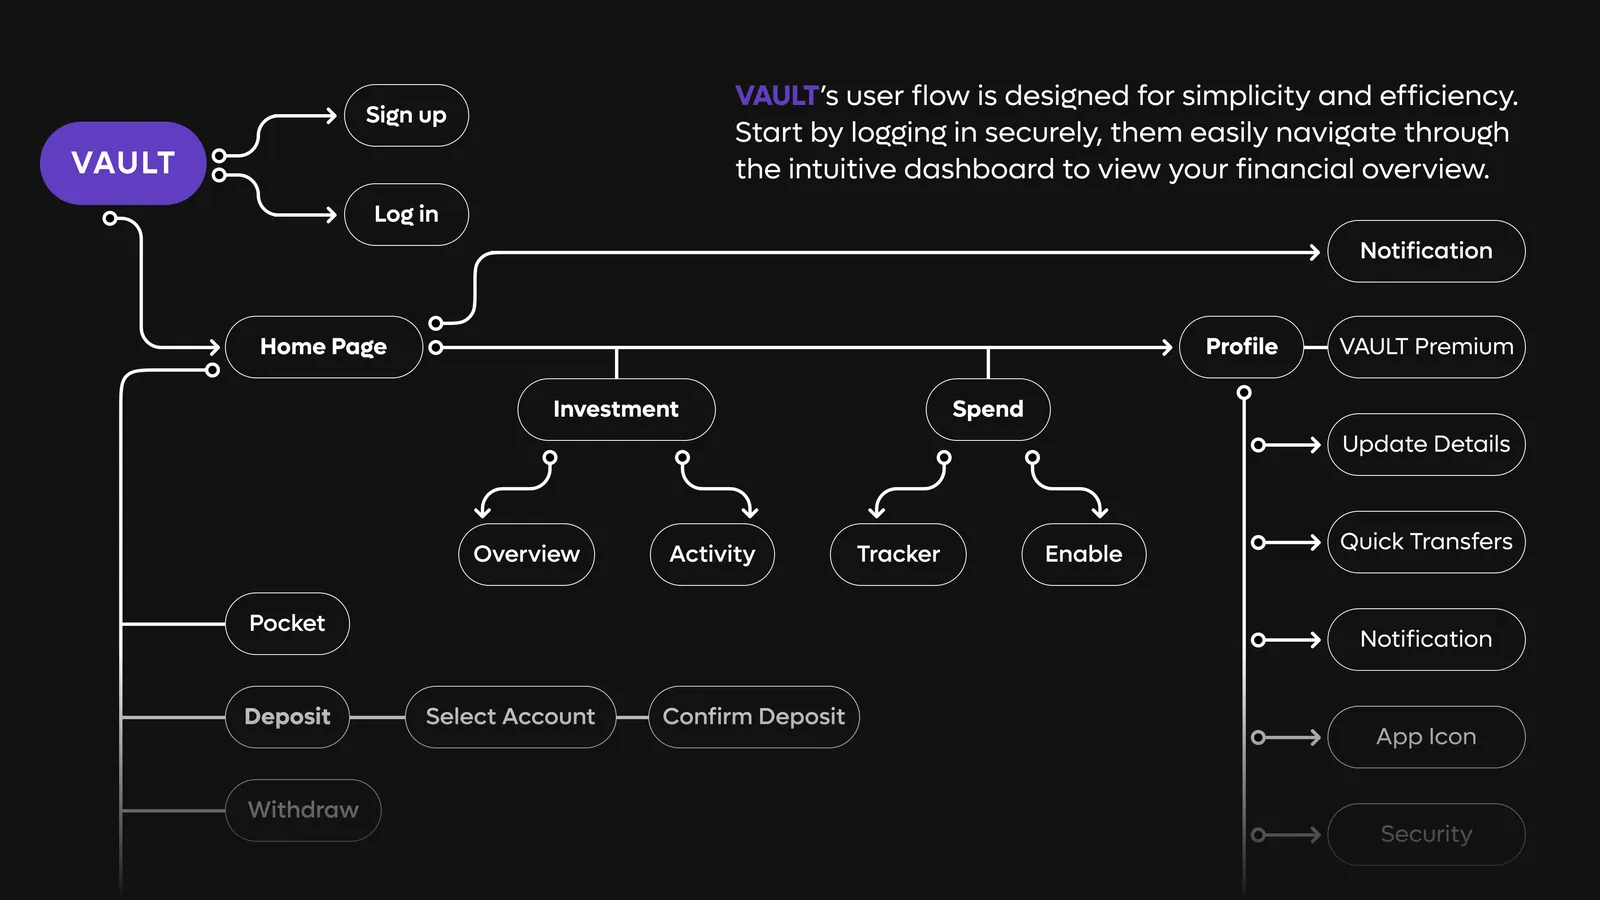 VAULT
Sign up
Log in
VAULT’s user flow is designed for simplicity and efficiency.
Start by logging in securely, them easily navigate through
the intuitive dashboard to view your financial overview.
Notification
Home Page
Profile
VAULT Premium
Investment
Spend
Update Details
Overview
Activity
Tracker
Enable
Quick Transfers
Pocket
Notification
Deposit
Select Account
Confirm Deposit
App Icon
Withdraw
Security